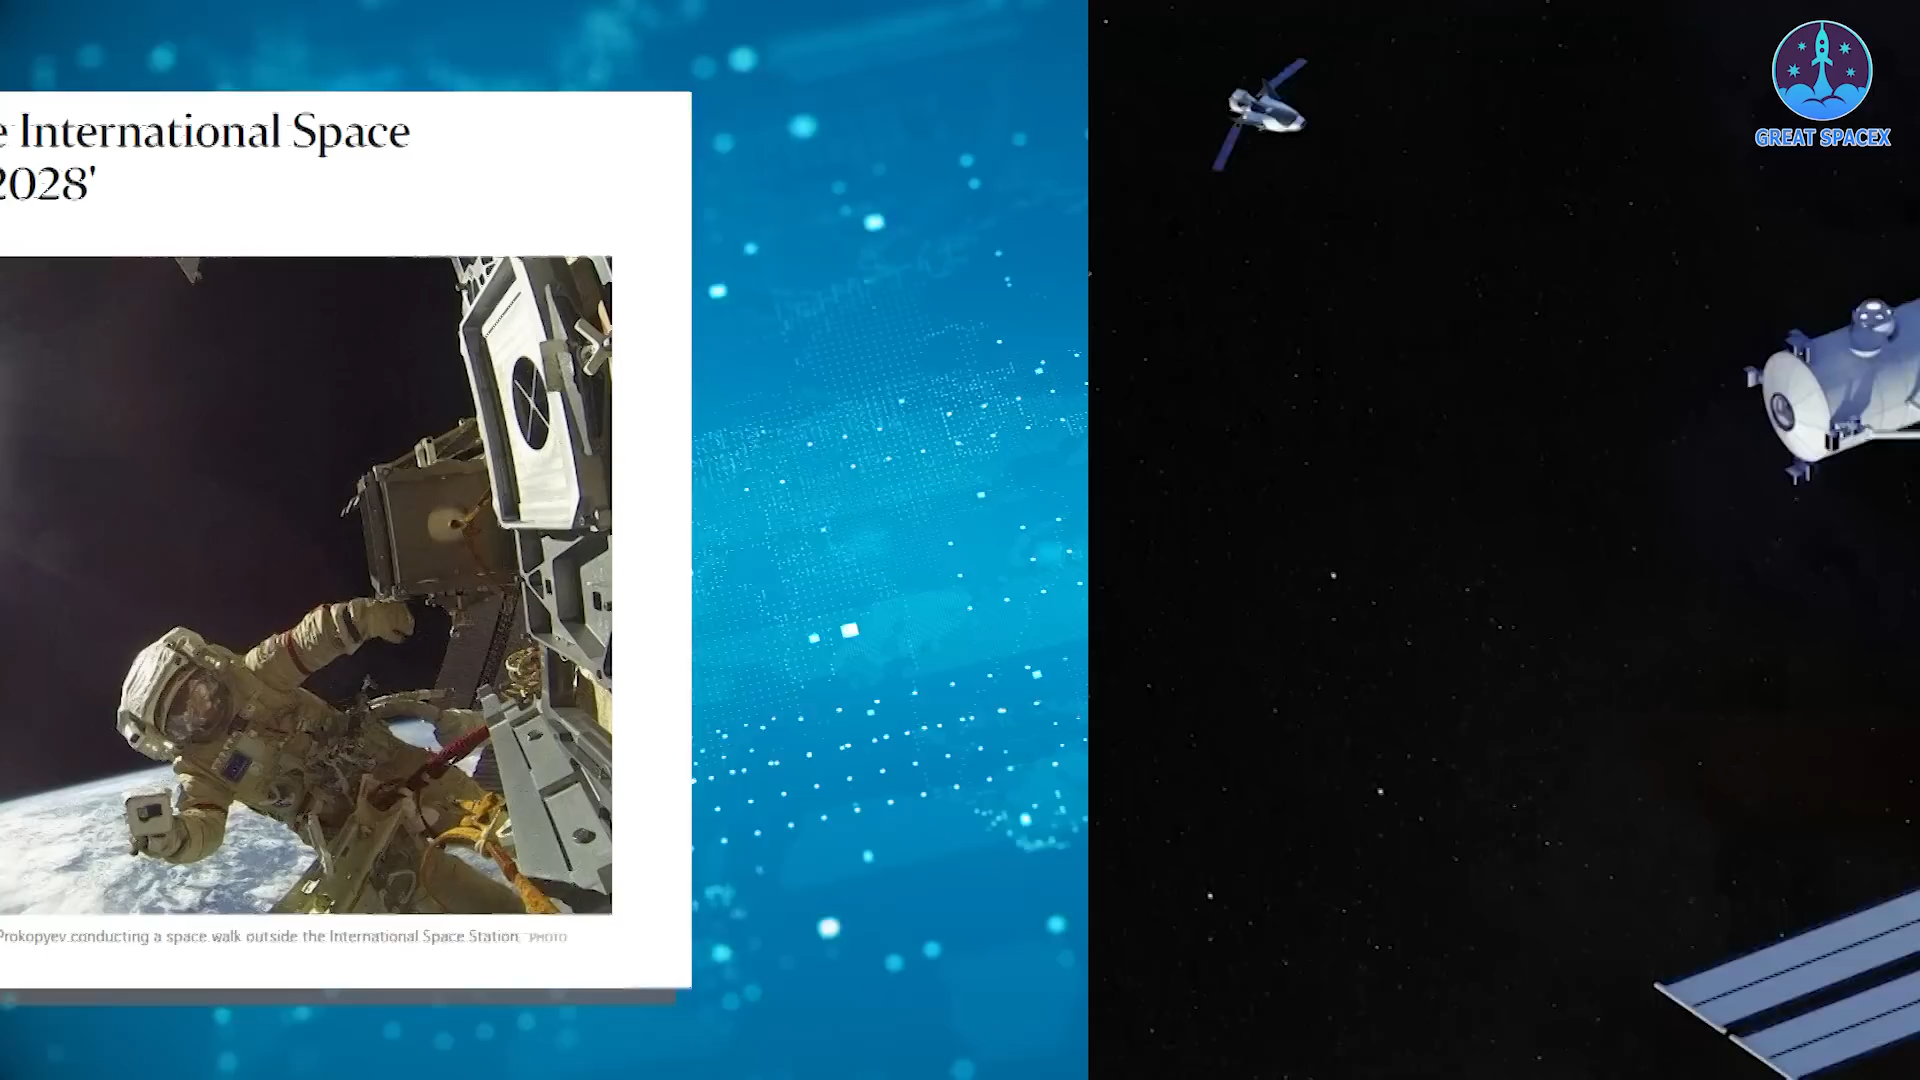 e International Space
2028'
Prokopyev conducting a space walk outside the International Space Station PHOTO
GREAT SPACEX